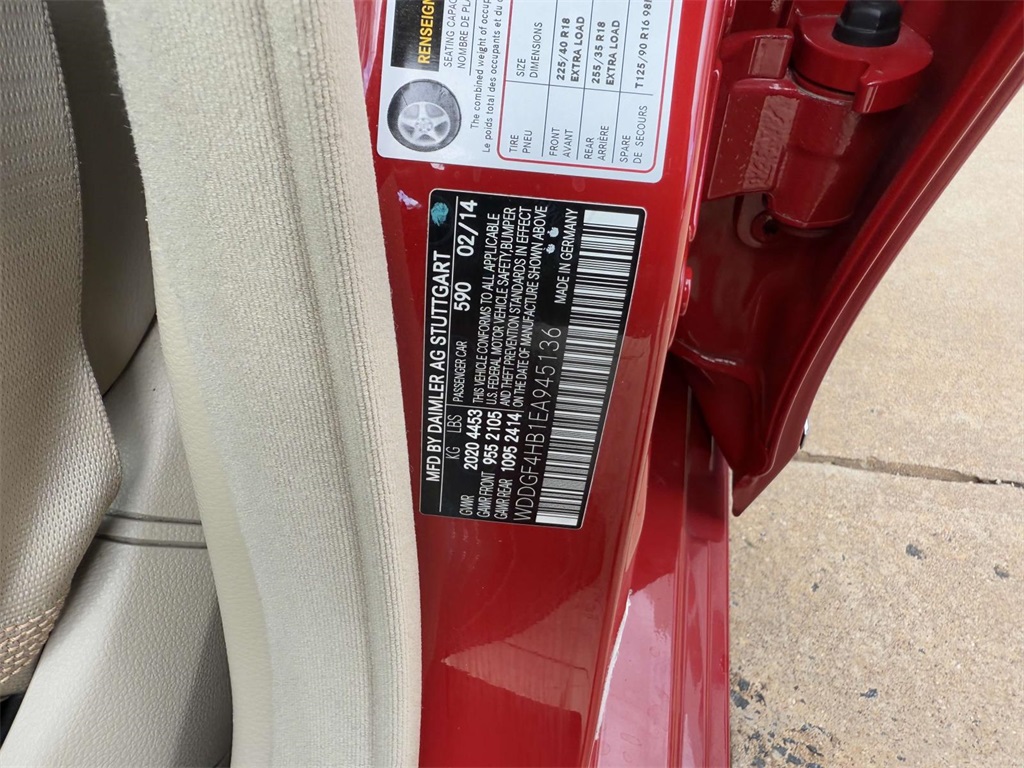 RENSEIGN
SEATING CAPAC
NOMBRE DE PLA
The combined weight of occup
Le poids total des occupants et du c
TIRE
PNEU
SIZE
DIMENSIONS
FRONT
AVANT
225/40 R18
EXTRA LOAD
REAR
ARRIÈRE
255/35 R18
EXTRA LOAD
SPARE
DE SECOURS
T125/90 R16 98
MFD BY DAIMLER AG STUTTGART
KG LBS PASSENGER CAR 590 02/14
GVWR 2020 4453
GAWR FRONT 955 2105
GAWR REAR 1095 2414
THIS VEHICLE CONFORMS TO ALL APPLICABLE
U.S. FEDERAL MOTOR VEHICLE SAFETY, BUMPER
AND THEFT PREVENTION STANDARDS IN EFFECT
ON THE DATE OF MANUFACTURE SHOWN ABOVE
WDDGF4HB1EA945136
MADE IN GERMANY